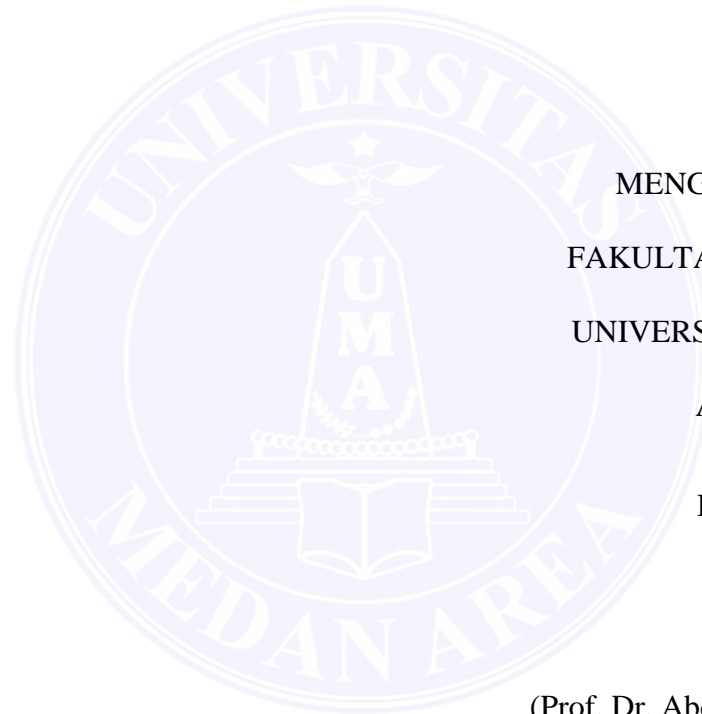 UNIVERSITAS
MENG
FAKULTA
UNIVERS
UMA
MEDAN AREA
(Prof. Dr. Ab